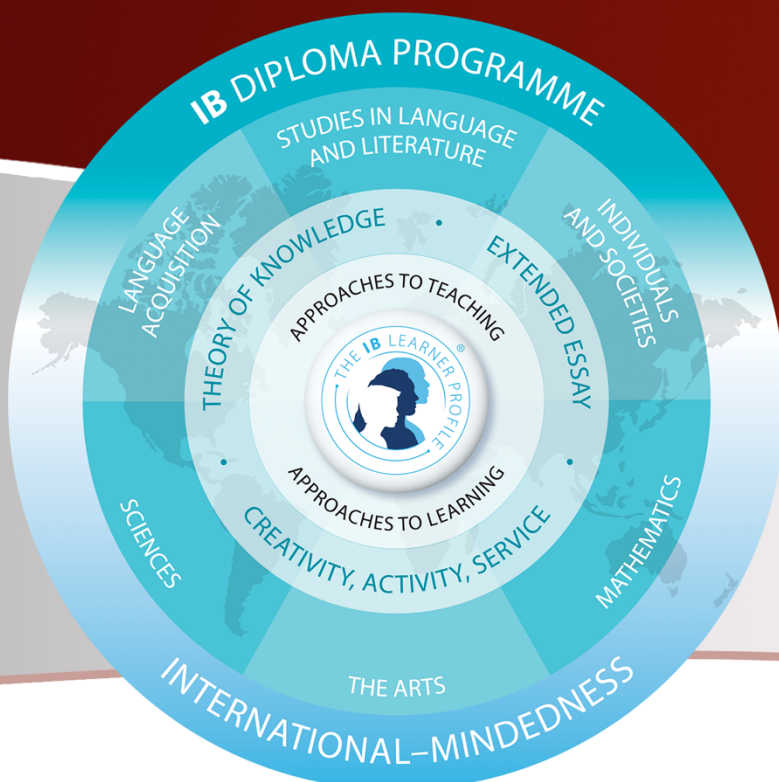 IB DIPLOMA PROGRAMME
STUDIES IN LANGUAGE
AND LITERATURE
LANGUAGE
ACQUISITION
INDIVIDUALS
AND SOCIETIES
THEORY OF KNOWLEDGE
•
EXTENDED ESSAY
APPROACHES TO TEACHING
THE IB LEARNER PROFILE
®
APPROACHES TO LEARNING
•
CREATIVITY, ACTIVITY, SERVICE
•
SCIENCES
MATHEMATICS
THE ARTS
INTERNATIONAL–MINDEDNESS